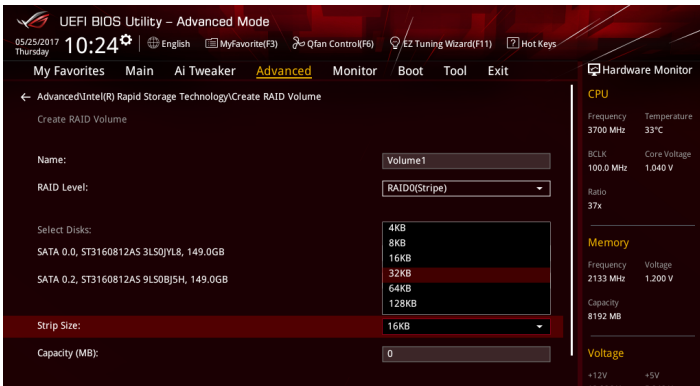 UEFI BIOS Utility – Advanced Mode
05/25/2017 Thursday 10:24 English MyFavorite(F3) Qfan Control(F6) EZ Tuning Wizard(F11) ? Hot Keys
My Favorites Main Ai Tweaker Advanced Monitor Boot Tool Exit
← Advanced\Intel(R) Rapid Storage Technology\Create RAID Volume
Create RAID Volume
Name: Volume1
RAID Level: RAID0(Stripe)
Select Disks:
SATA 0.0, ST3160812AS 3LS0JYL8, 149.0GB
SATA 0.2, ST3160812AS 9LS0BJ5H, 149.0GB
4KB
8KB
16KB
32KB
64KB
128KB
Strip Size: 16KB
Capacity (MB): 0
Hardware Monitor
CPU
Frequency Temperature
3700 MHz 33°C
BCLK Core Voltage
100.0 MHz 1.040 V
Ratio
37x
Memory
Frequency Voltage
2133 MHz 1.200 V
Capacity
8192 MB
Voltage
+12V +5V